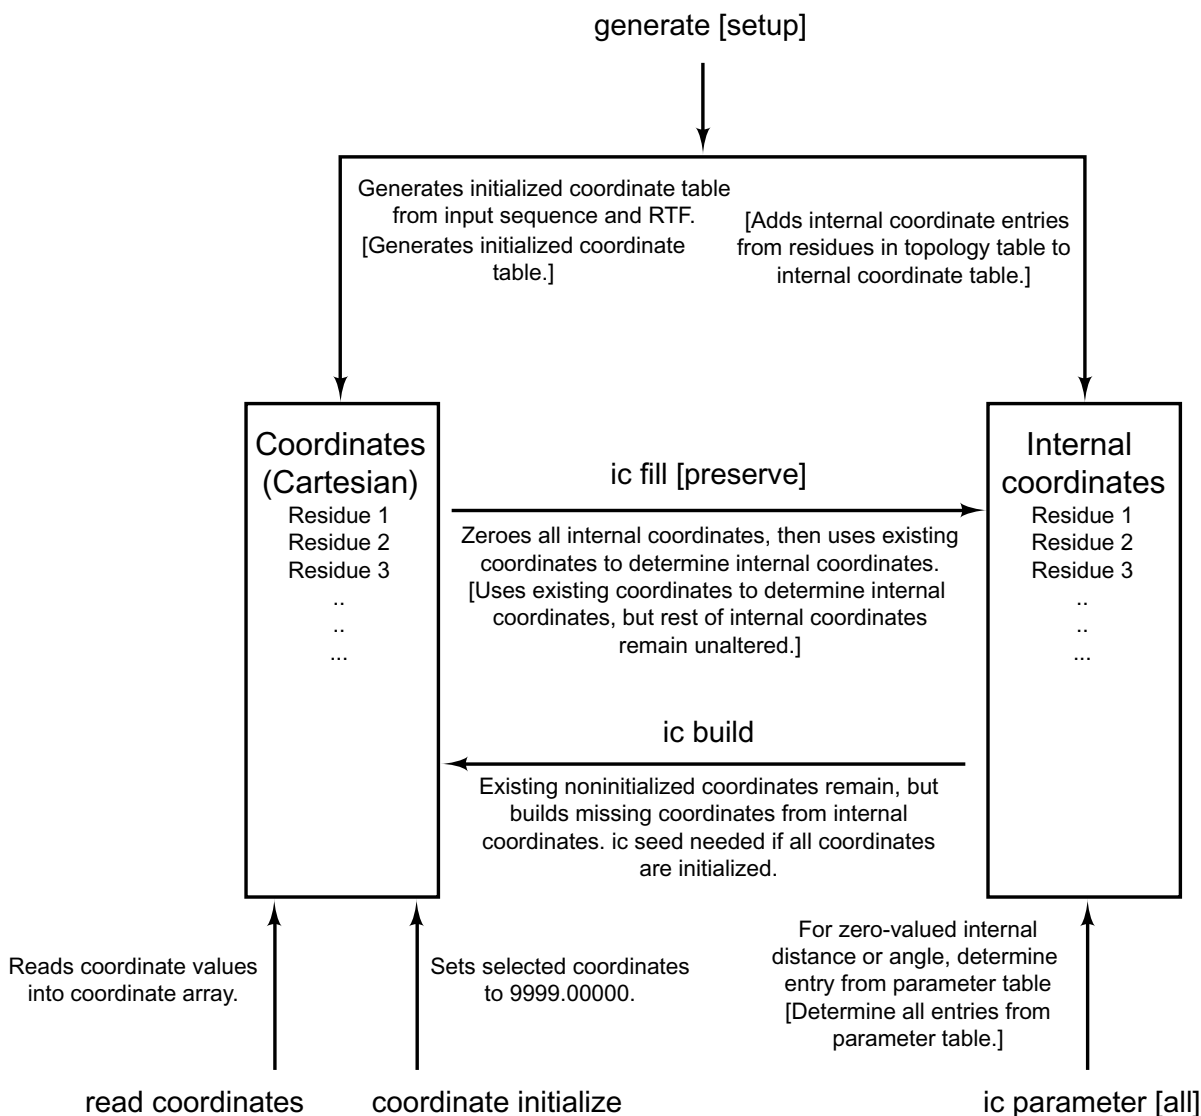 generate [setup]
Generates initialized coordinate table
from input sequence and RTF.
[Generates initialized coordinate
table.]
[Adds internal coordinate entries
from residues in topology table to
internal coordinate table.]
Coordinates
(Cartesian)
Residue 1
Residue 2
Residue 3
..
..
...
ic fill [preserve]
Zeroes all internal coordinates, then uses existing
coordinates to determine internal coordinates.
[Uses existing coordinates to determine internal
coordinates, but rest of internal coordinates
remain unaltered.]
ic build
Existing noninitialized coordinates remain, but
builds missing coordinates from internal
coordinates. ic seed needed if all coordinates
are initialized.
Internal
coordinates
Residue 1
Residue 2
Residue 3
..
..
...
Reads coordinate values
into coordinate array.
Sets selected coordinates
to 9999.00000.
For zero-valued internal
distance or angle, determine
entry from parameter table
[Determine all entries from
parameter table.]
read coordinates
coordinate initialize
ic parameter [all]